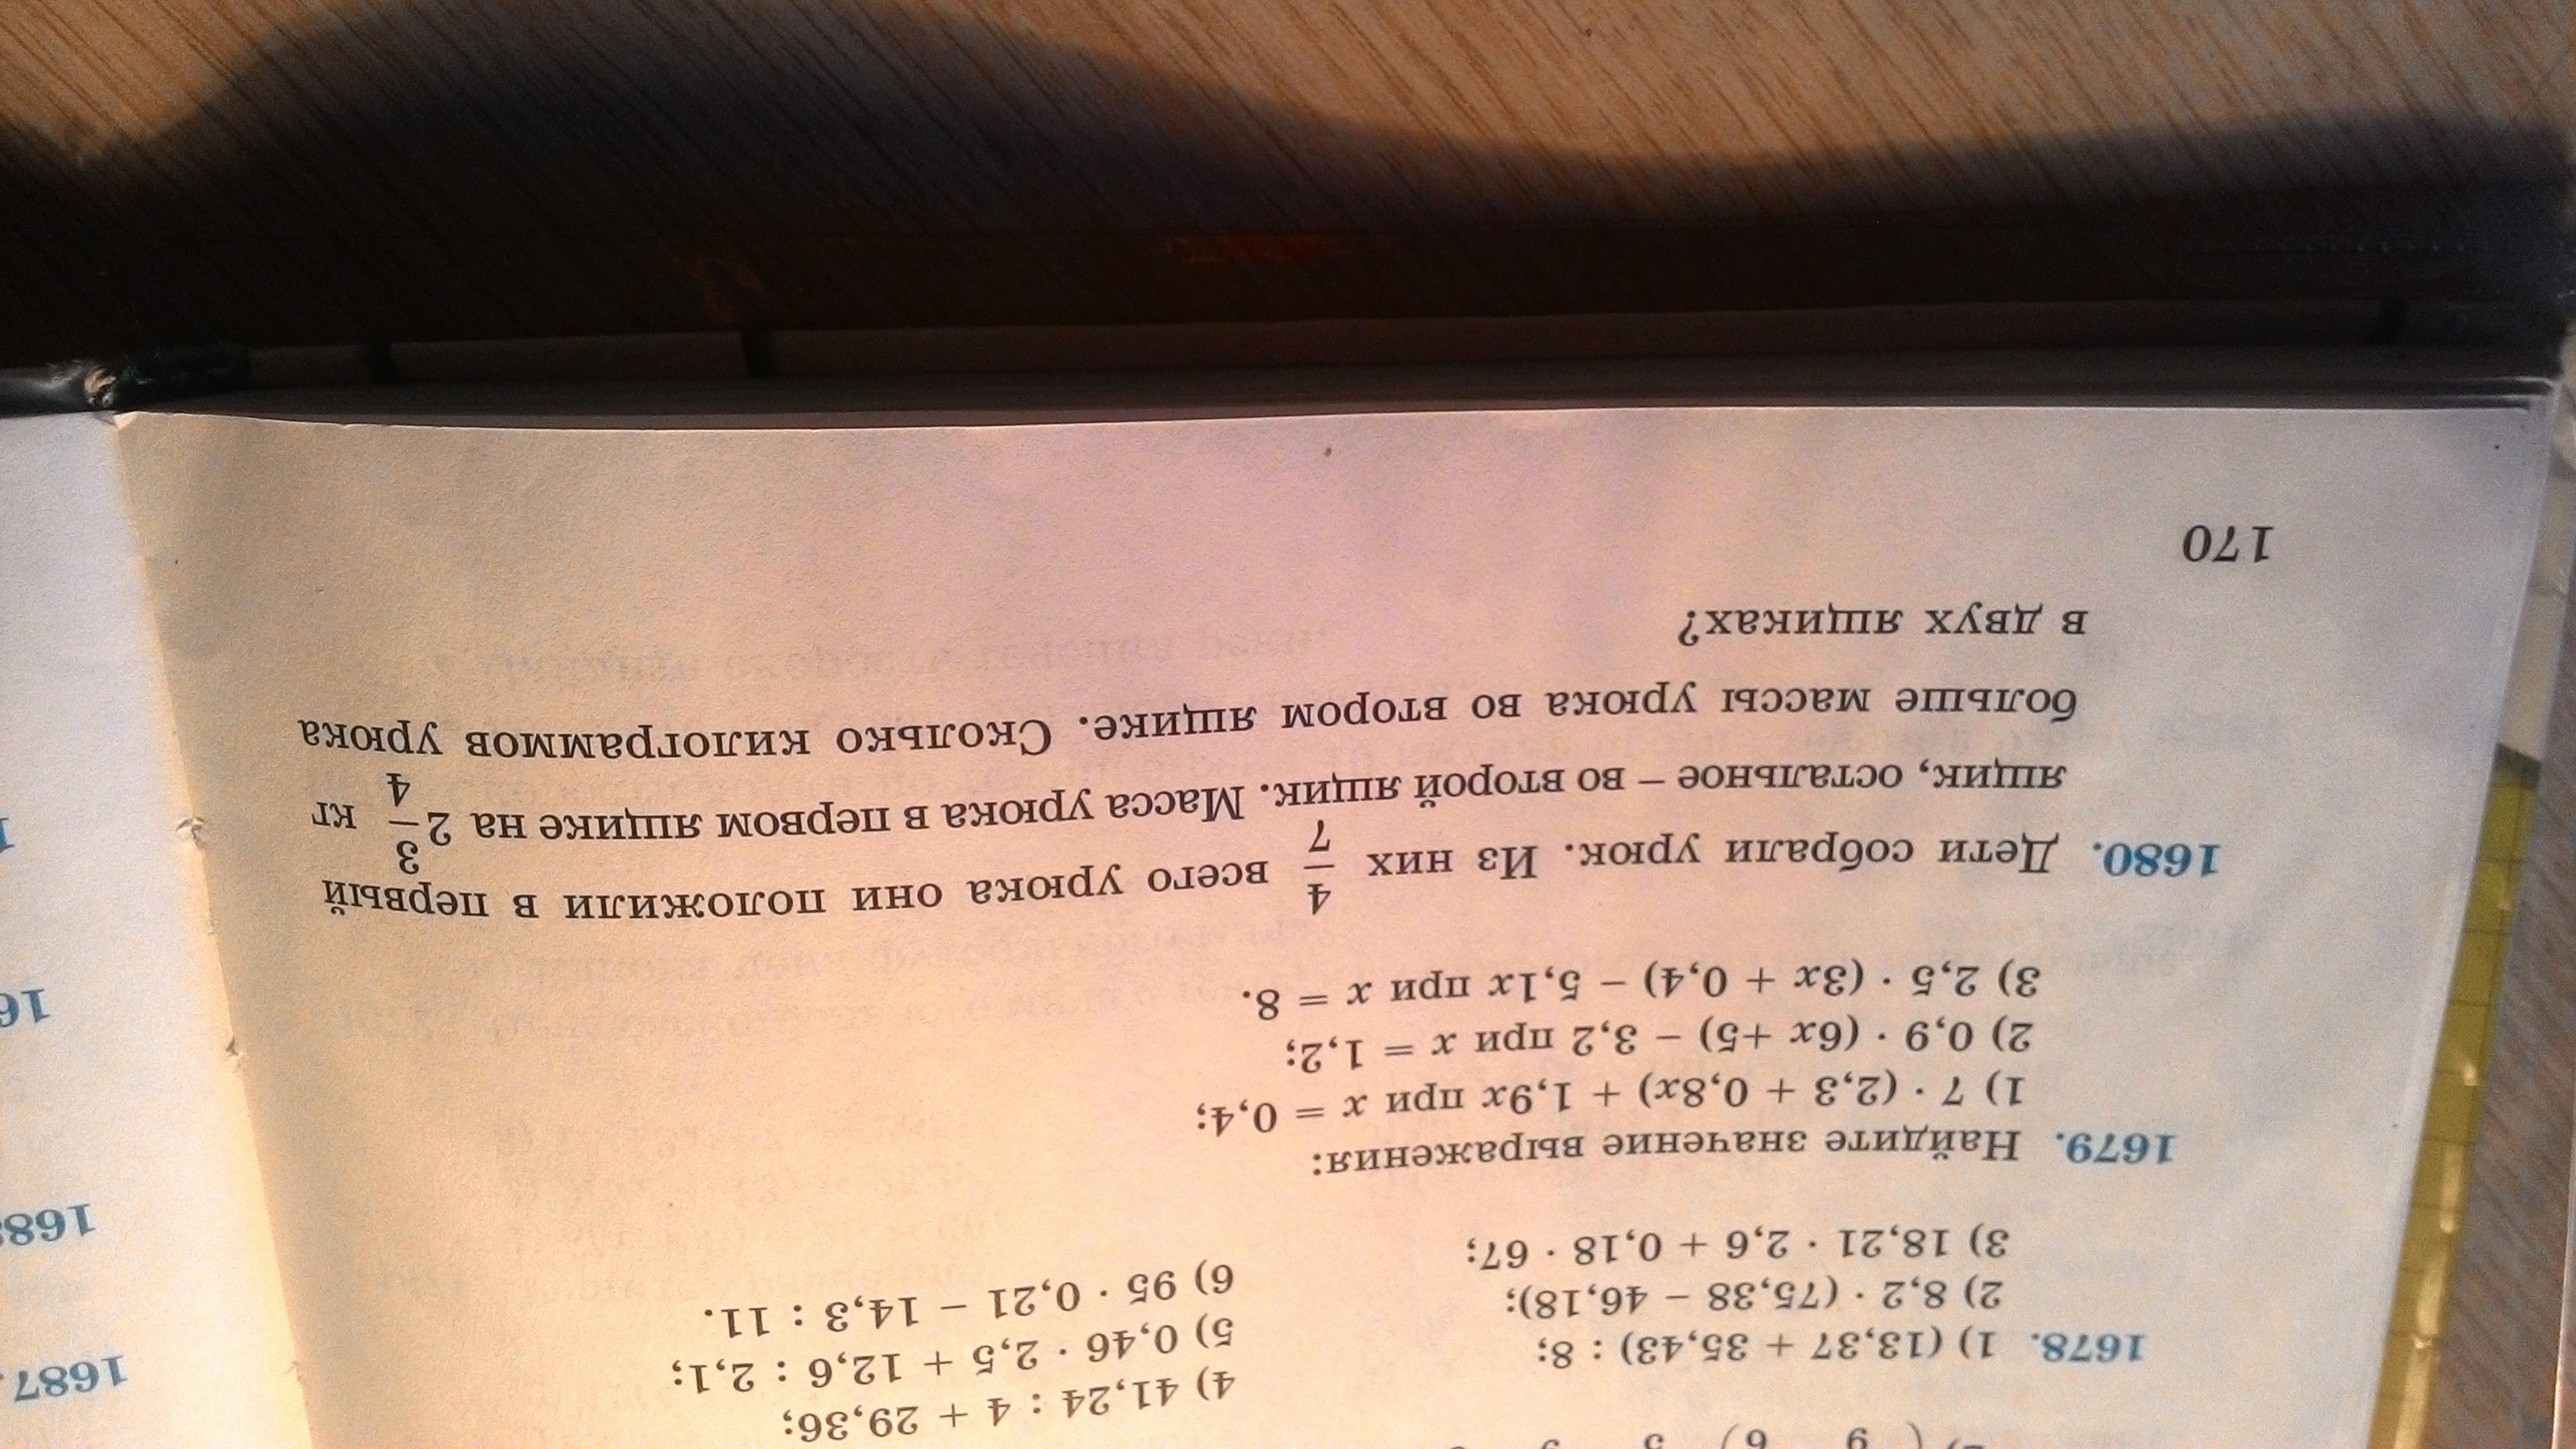 1678. 1) (13,37 + 35,43) : 8;
2) 8,2 · (75,38 – 46,18);
3) 18,21 · 2,6 + 0,18 · 67;
4) 41,24 : 4 + 29,36;
5) 0,46 · 2,5 + 12,6 : 2,1;
6) 95 · 0,21 – 14,3 : 11.
1679. Найдите значение выражения:
1) 7 · (2,3 + 0,8x) + 1,9x при x = 0,4;
2) 0,9 · (6x +5) – 3,2 при x = 1,2;
3) 2,5 · (3x + 0,4) – 5,1x при x = 8.
1680. Дети собрали урюк. Из них 4/7 всего урюка они положили в первый
ящик, остальное – во второй ящик. Масса урюка в первом ящике на 2 3/4 кг
больше массы урюка во втором ящике. Сколько килограммов урюка
в двух ящиках?
170
1687.